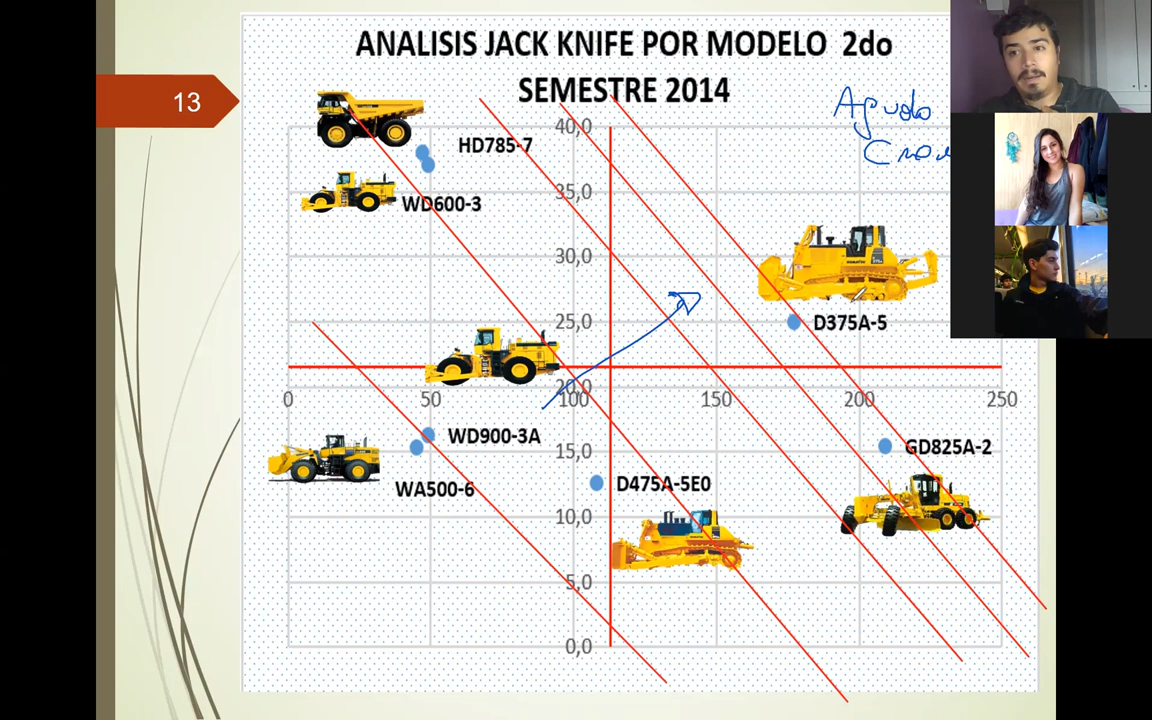 13
ANALISIS JACK KNIFE POR MODELO 2do
SEMESTRE 2014
Agudo
40,0
HD785-7
35,0
WD600-3
30,0
25,0
D375A-5
20,0
0 50 100 150 200 250
WD900-3A
15,0
GD825A-2
WA500-6
D475A-5E0
10,0
5,0
0,0